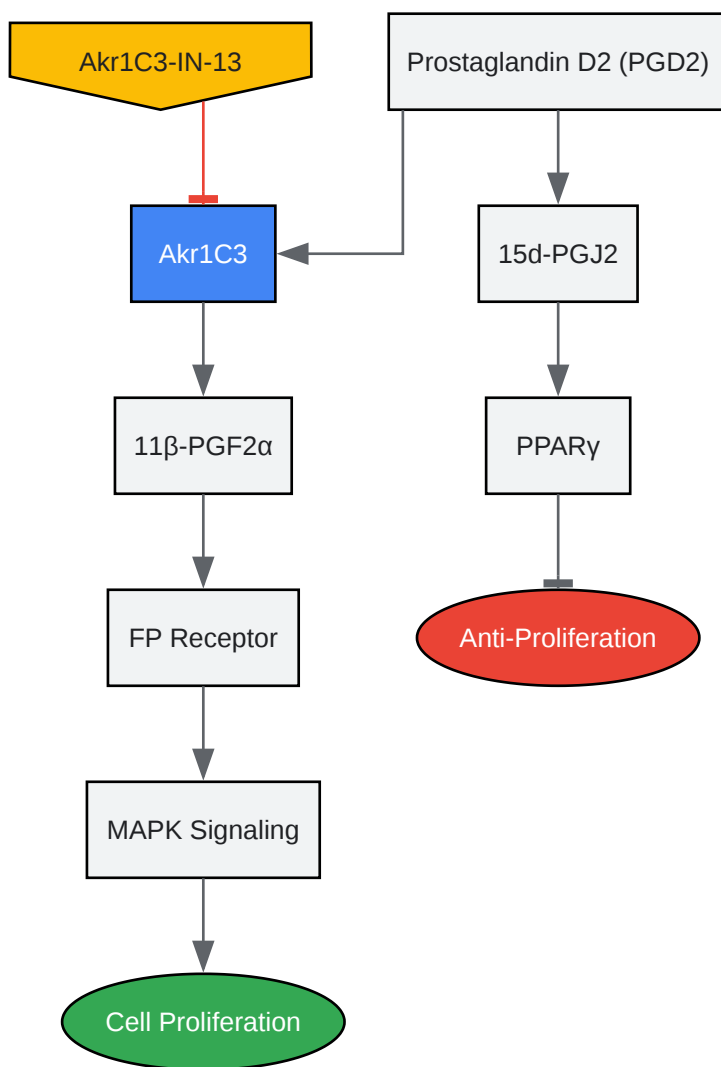 Akr1C3-IN-13
Prostaglandin D2 (PGD2)
Akr1C3
15d-PGJ2
11β-PGF2α
PPARγ
FP Receptor
Anti-Proliferation
MAPK Signaling
Cell Proliferation